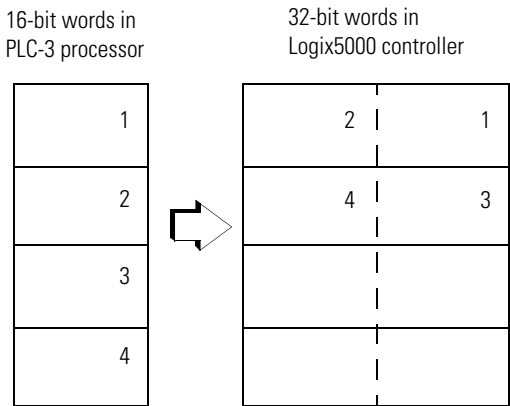 16-bit words in
PLC-3 processor
32-bit words in
Logix5000 controller
1
2
3
4
2 1
4 3